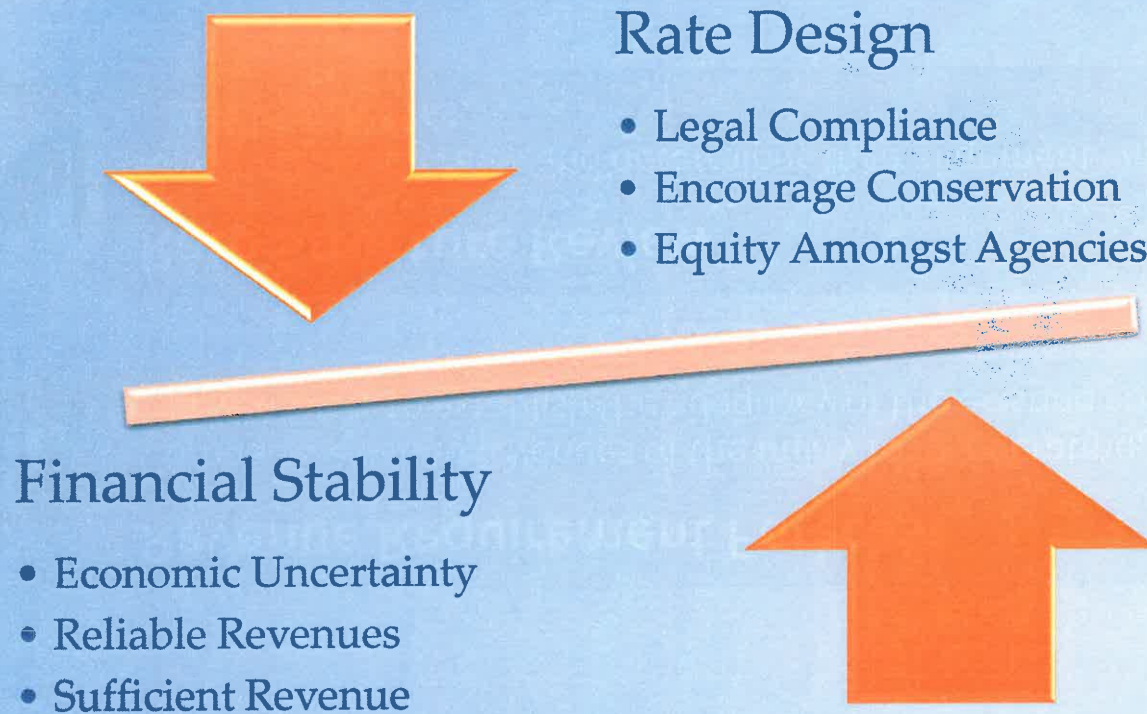 Rate Design
• Legal Compliance
• Encourage Conservation
• Equity Amongst Agencies
Financial Stability
• Economic Uncertainty
• Reliable Revenues
• Sufficient Revenue